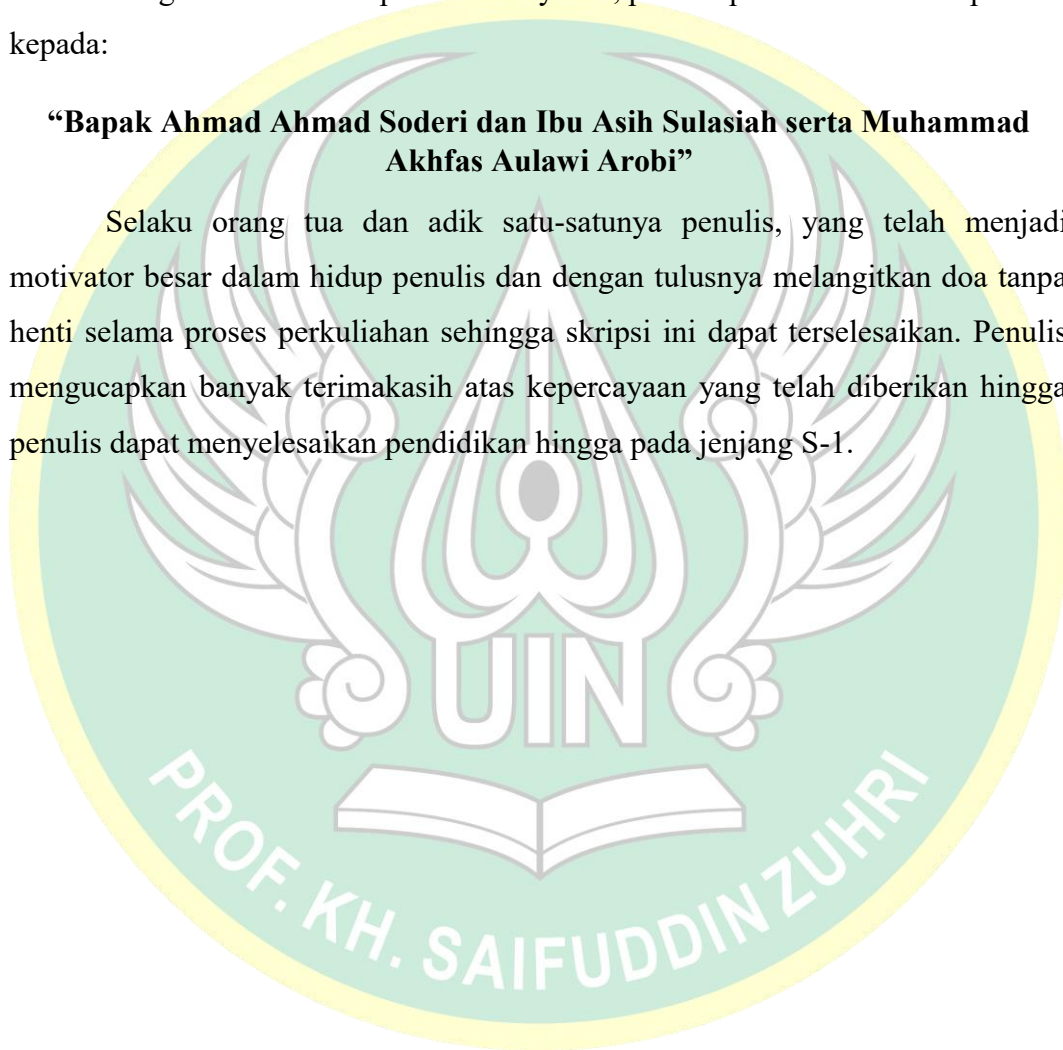 kepada:
“Bapak Ahmad Ahmad Soderi dan Ibu Asih Sulasiah serta Muhammad
Akhfas Aulawi Arobi”
Selaku orang tua dan adik satu-satunya penulis, yang telah menjadi
motivator besar dalam hidup penulis dan dengan tulusnya melangitkan doa tanpa
henti selama proses perkuliahan sehingga skripsi ini dapat terselesaikan. Penulis
mengucapkan banyak terimakasih atas kepercayaan yang telah diberikan hingga
penulis dapat menyelesaikan pendidikan hingga pada jenjang S-1.
UIN
PROF. KH. SAIFUDDIN ZUHRI